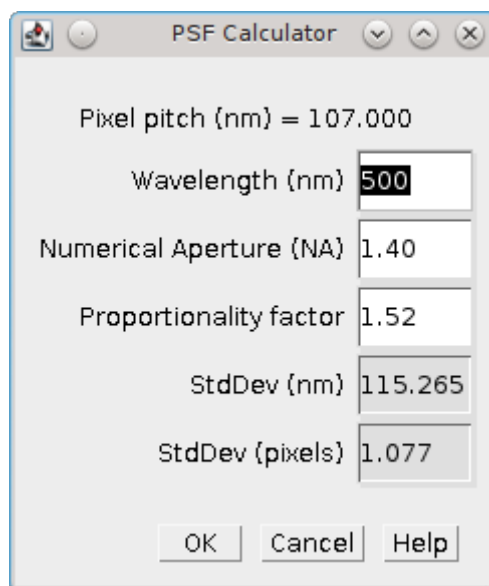 PSF Calculator
Pixel pitch (nm) = 107.000
Wavelength (nm) 500
Numerical Aperture (NA) 1.40
Proportionality factor 1.52
StdDev (nm) 115.265
StdDev (pixels) 1.077
OK Cancel Help